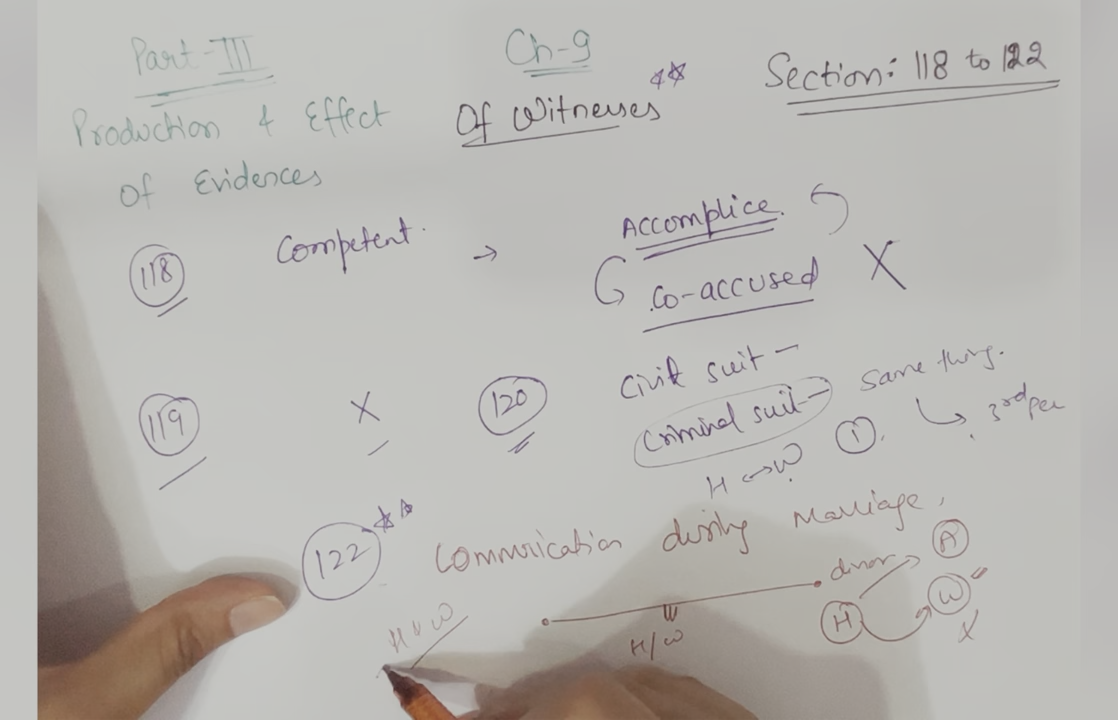 Part-III
Ch-9
Section: 118 to 122
Production & Effect
Of Witnesses
Of Evidences
118
Competent.
→
Accomplice.
Co-accused X
119
X
120
Civil suit -
Criminal suit - same thing.
H ↔ W
1
↳ 3rd per
122
Communication during Marriage,
H/W
H
A
W
X